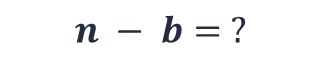 n − b = ?